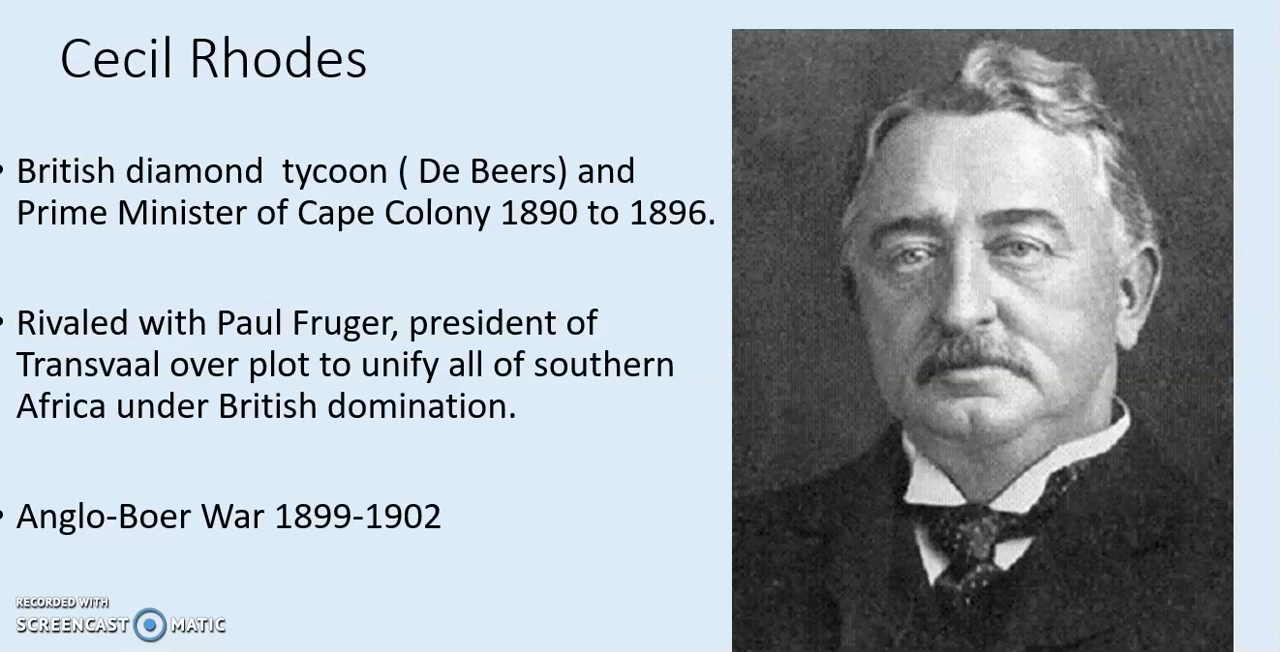 Cecil Rhodes
• British diamond  tycoon ( De Beers) and
Prime Minister of Cape Colony 1890 to 1896.
• Rivaled with Paul Fruger, president of
Transvaal over plot to unify all of southern
Africa under British domination.
• Anglo-Boer War 1899-1902
RECORDED WITH
SCREENCAST MATIC